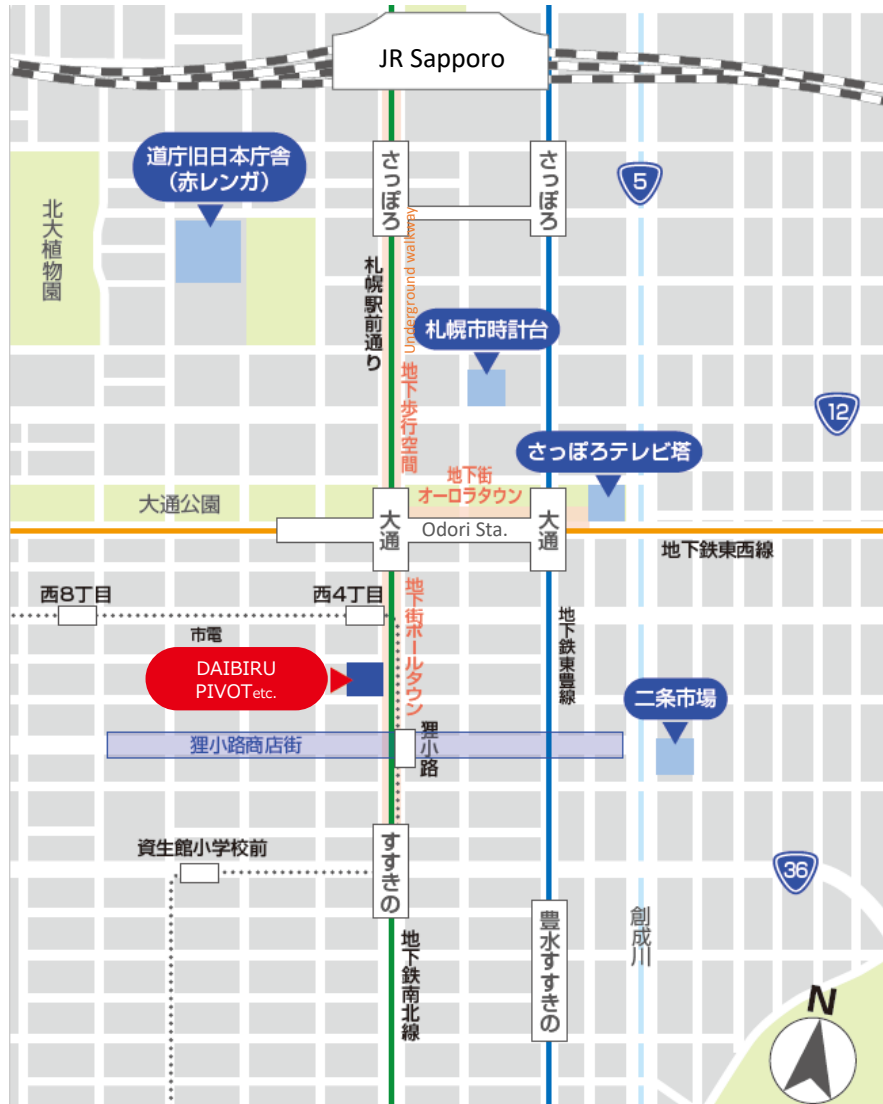 JR Sapporo
道庁旧日本庁舎
(赤レンガ)
さっぽろ
さっぽろ
5
北大植物園
Underground walkway
札幌駅前通り
札幌市時計台
地下歩行空間
12
さっぽろテレビ塔
地下街
オーロラタウン
大通公園
大通
Odori Sta.
大通
地下鉄東西線
西8丁目
西4丁目
市電
地下街ポールタウン
地下鉄東豊線
DAIBIRU
PIVOTetc.
二条市場
狸小路商店街
狸小路
資生館小学校前
すすきの
36
豊水すすきの
創成川
地下鉄南北線
N